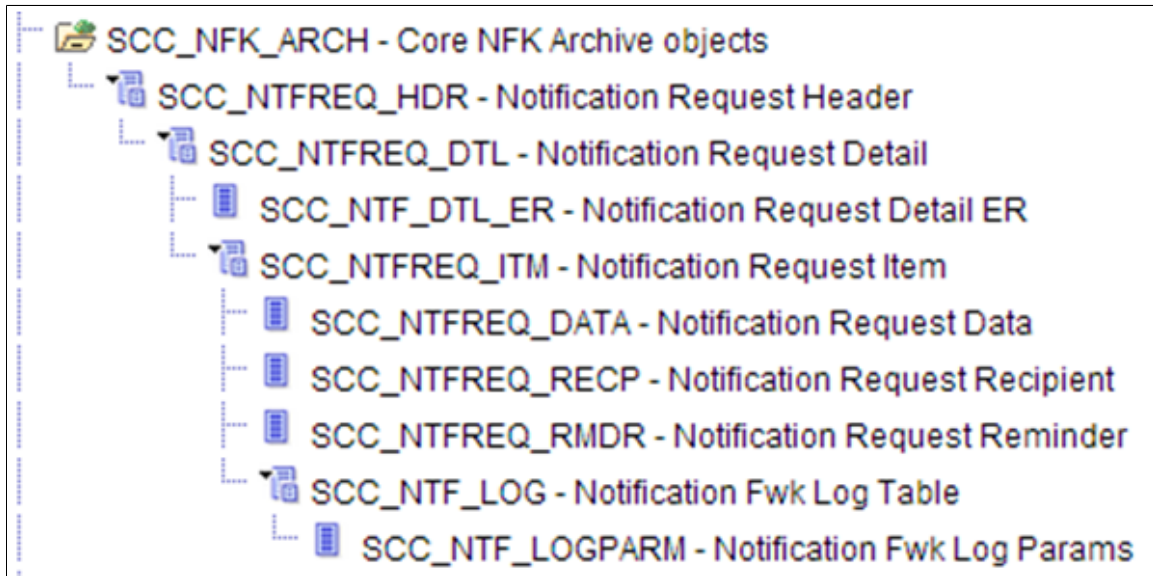 SCC_NFK_ARCH - Core NFK Archive objects
SCC_NTFREQ_HDR - Notification Request Header
SCC_NTFREQ_DTL - Notification Request Detail
SCC_NTF_DTL_ER - Notification Request Detail ER
SCC_NTFREQ_ITM - Notification Request Item
SCC_NTFREQ_DATA - Notification Request Data
SCC_NTFREQ_RECP - Notification Request Recipient
SCC_NTFREQ_RMDR - Notification Request Reminder
SCC_NTF_LOG - Notification Fwk Log Table
SCC_NTF_LOGPARM - Notification Fwk Log Params